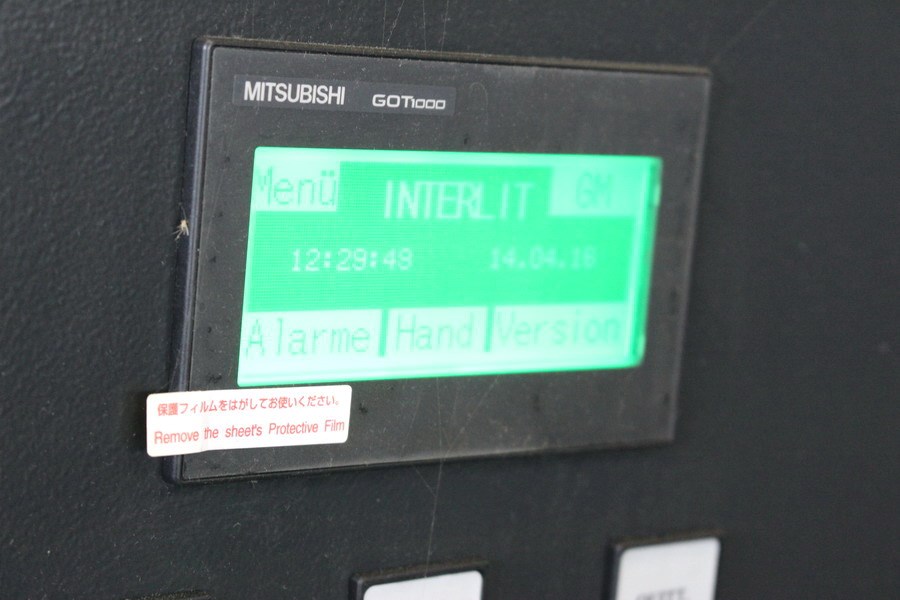 MITSUBISHI GOT1000
Menü INTERLIT GM
12:29:49 14.04.16
Alarme Hand Version
保護フィルムをはがしてお使いください。
Remove the sheet's Protective Film